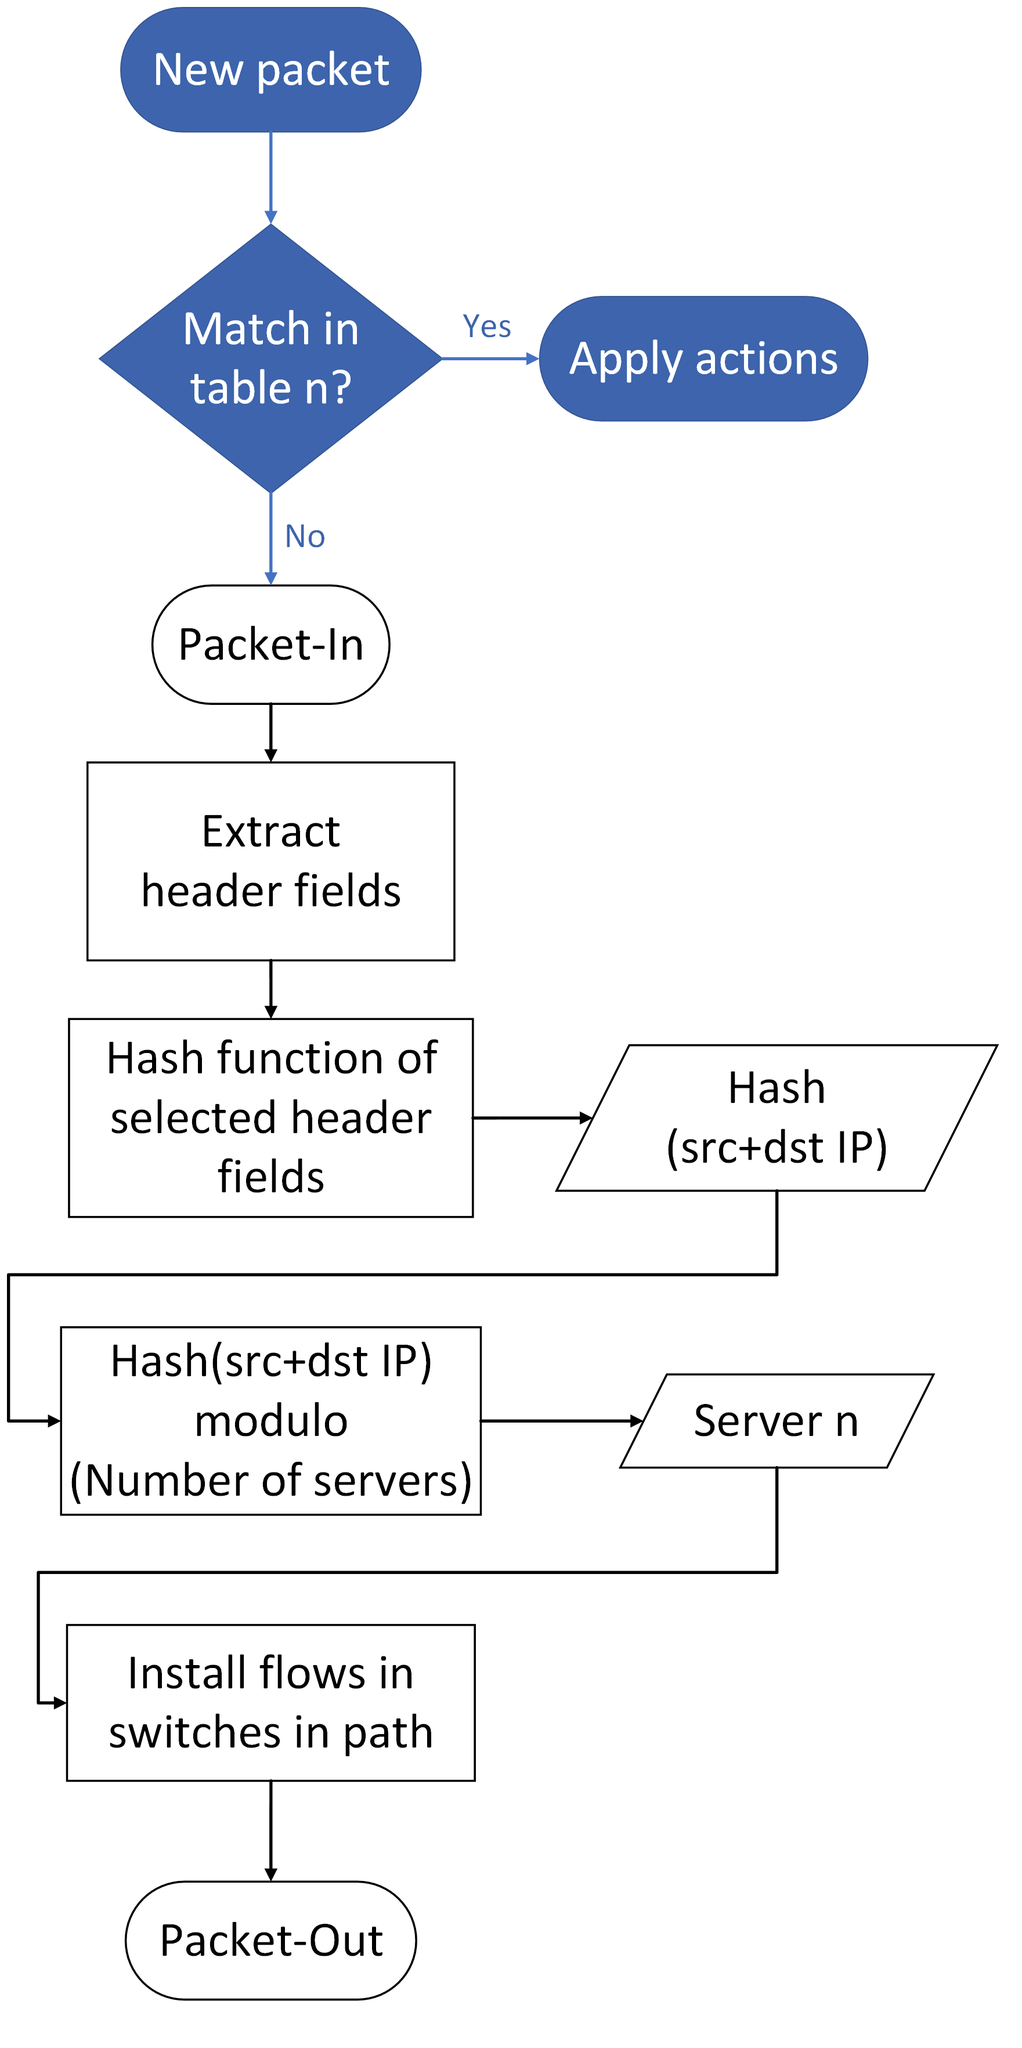 New packet
Match in
table n?
Yes
Apply actions
No
Packet-In
Extract
header fields
Hash function of
selected header
fields
Hash
(src+dst IP)
Hash(src+dst IP)
modulo
(Number of servers)
Server n
Install flows in
switches in path
Packet-Out